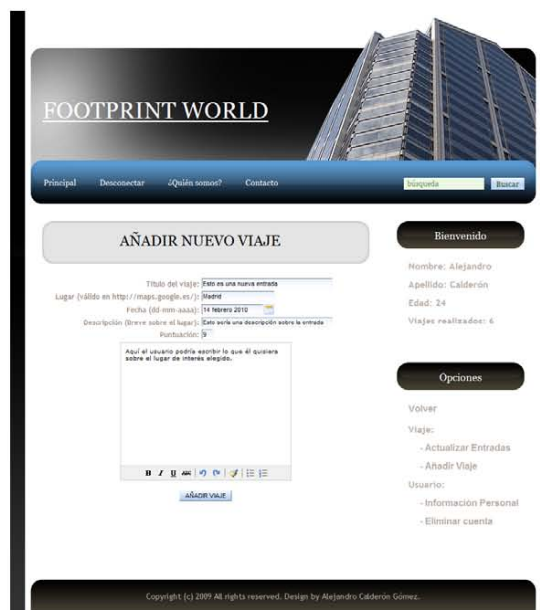 FOOTPRINT WORLD
Principal Desconectar ¿Quién somos? Contacto búsqueda Buscar
AÑADIR NUEVO VIAJE
Título del viaje: Esto es una nueva entrada
Lugar (válido en http://maps.google.es/): Madrid
Fecha (dd-mm-aaaa): 14 febrero 2010
Descripción (Breve sobre el lugar): Esto sería una descripción sobre la entrada
Puntuación: 9
Aquí el usuario podría escribir lo que él quisiera
sobre el lugar de interés elegido.
B I U ABC
AÑADIR VIAJE
Bienvenido
Nombre: Alejandro
Apellido: Calderón
Edad: 24
Viajes realizados: 6
Opciones
Volver
Viaje:
- Actualizar Entradas
- Añadir Viaje
Usuario:
- Información Personal
- Eliminar cuenta
Copyright (c) 2009 All rights reserved. Design by Alejandro Calderón Gómez.